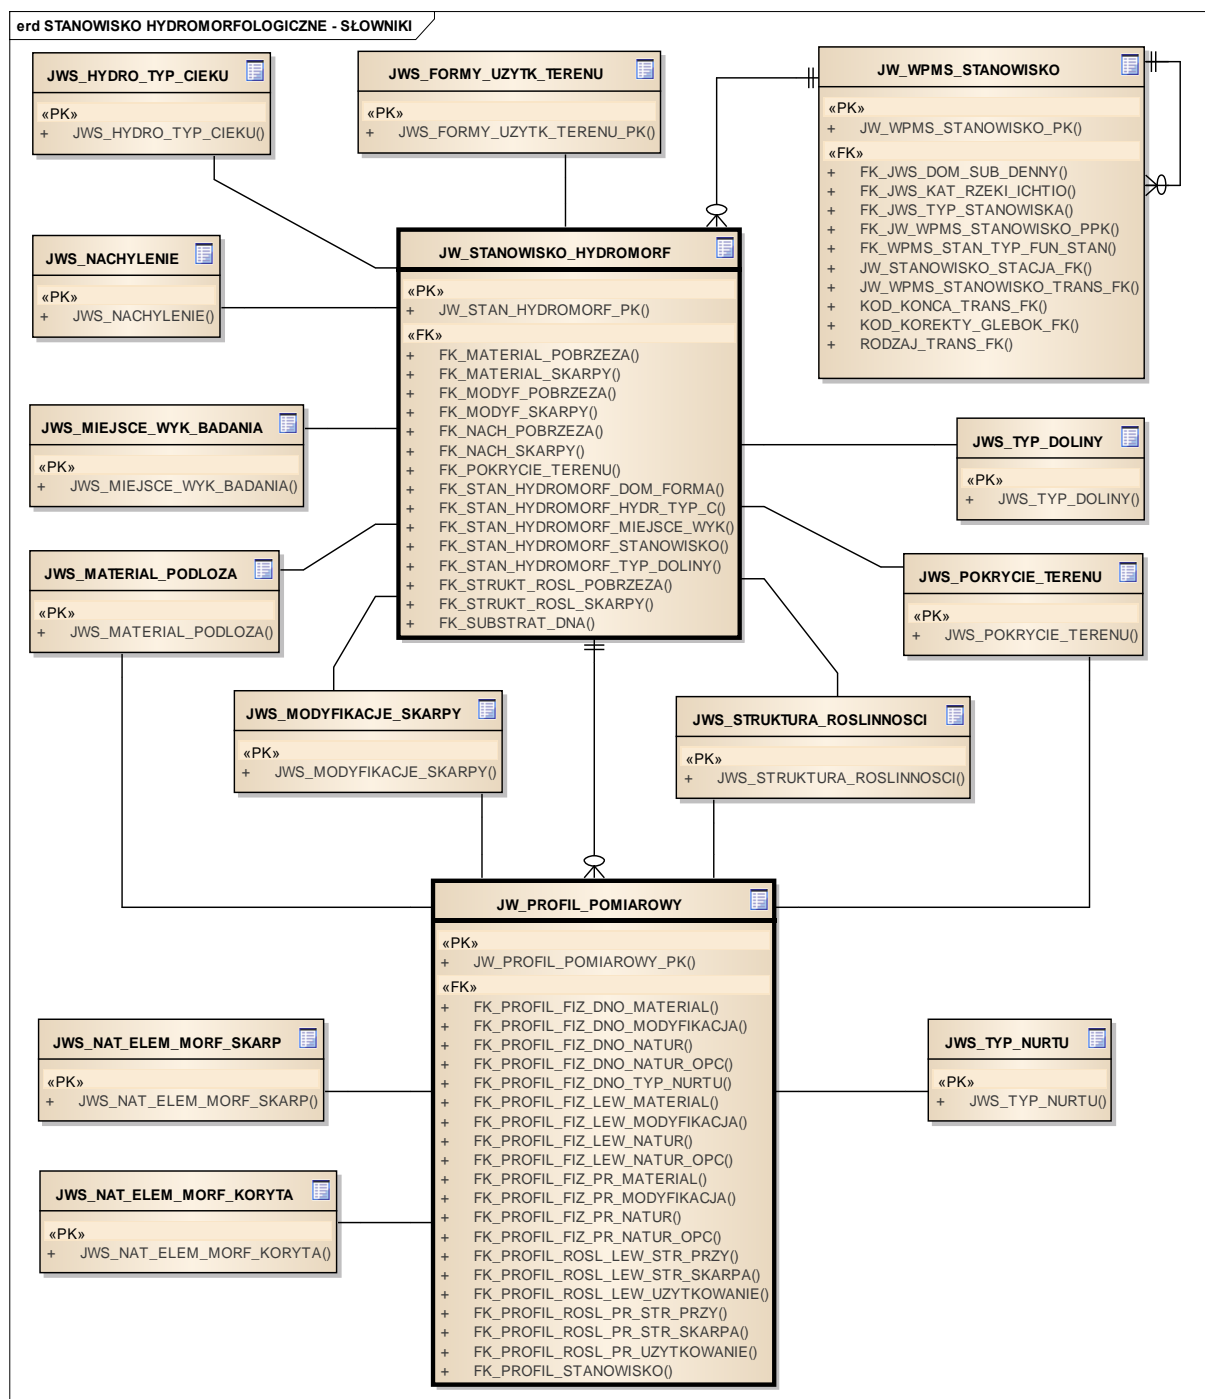 erd STANOWISKO HYDROMORFOLOGICZNE - SŁOWNIKI
JWS_HYDRO_TYP_CIEKU
«PK»
+ JWS_HYDRO_TYP_CIEKU()
JWS_FORMY_UZYTK_TERENU
«PK»
+ JWS_FORMY_UZYTK_TERENU_PK()
JW_WPMS_STANOWISKO
«PK»
+ JW_WPMS_STANOWISKO_PK()
«FK»
+ FK_JWS_DOM_SUB_DENNY()
+ FK_JWS_KAT_RZEKI_ICHTIO()
+ FK_JWS_TYP_STANOWISKA()
+ FK_JW_WPMS_STANOWISKO_PPK()
+ FK_WPMS_STAN_TYP_FUN_STAN()
+ JW_STANOWISKO_STACJA_FK()
+ JW_WPMS_STANOWISKO_TRANS_FK()
+ KOD_KONCA_TRANS_FK()
+ KOD_KOREKTY_GLEBOK_FK()
+ RODZAJ_TRANS_FK()
JWS_NACHYLENIE
«PK»
+ JWS_NACHYLENIE()
JW_STANOWISKO_HYDROMORF
«PK»
+ JW_STAN_HYDROMORF_PK()
«FK»
+ FK_MATERIAL_POBRZEZA()
+ FK_MATERIAL_SKARPY()
+ FK_MODYF_POBRZEZA()
+ FK_MODYF_SKARPY()
+ FK_NACH_POBRZEZA()
+ FK_NACH_SKARPY()
+ FK_POKRYCIE_TERENU()
+ FK_STAN_HYDROMORF_DOM_FORMA()
+ FK_STAN_HYDROMORF_HYDR_TYP_C()
+ FK_STAN_HYDROMORF_MIEJSCE_WYK()
+ FK_STAN_HYDROMORF_STANOWISKO()
+ FK_STAN_HYDROMORF_TYP_DOLINY()
+ FK_STRUKT_ROSL_POBRZEZA()
+ FK_STRUKT_ROSL_SKARPY()
+ FK_SUBSTRAT_DNA()
JWS_MIEJSCE_WYK_BADANIA
«PK»
+ JWS_MIEJSCE_WYK_BADANIA()
JWS_TYP_DOLINY
«PK»
+ JWS_TYP_DOLINY()
JWS_MATERIAL_PODLOZA
«PK»
+ JWS_MATERIAL_PODLOZA()
JWS_POKRYCIE_TERENU
«PK»
+ JWS_POKRYCIE_TERENU()
JWS_MODYFIKACJE_SKARPY
«PK»
+ JWS_MODYFIKACJE_SKARPY()
JWS_STRUKTURA_ROSLINNOSCI
«PK»
+ JWS_STRUKTURA_ROSLINNOSCI()
JW_PROFIL_POMIAROWY
«PK»
+ JW_PROFIL_POMIAROWY_PK()
«FK»
+ FK_PROFIL_FIZ_DNO_MATERIAL()
+ FK_PROFIL_FIZ_DNO_MODYFIKACJA()
+ FK_PROFIL_FIZ_DNO_NATUR()
+ FK_PROFIL_FIZ_DNO_NATUR_OPC()
+ FK_PROFIL_FIZ_DNO_TYP_NURTU()
+ FK_PROFIL_FIZ_LEW_MATERIAL()
+ FK_PROFIL_FIZ_LEW_MODYFIKACJA()
+ FK_PROFIL_FIZ_LEW_NATUR()
+ FK_PROFIL_FIZ_LEW_NATUR_OPC()
+ FK_PROFIL_FIZ_PR_MATERIAL()
+ FK_PROFIL_FIZ_PR_MODYFIKACJA()
+ FK_PROFIL_FIZ_PR_NATUR()
+ FK_PROFIL_FIZ_PR_NATUR_OPC()
+ FK_PROFIL_ROSL_LEW_STR_PRZY()
+ FK_PROFIL_ROSL_LEW_STR_SKARPA()
+ FK_PROFIL_ROSL_LEW_UZYTKOWANIE()
+ FK_PROFIL_ROSL_PR_STR_PRZY()
+ FK_PROFIL_ROSL_PR_STR_SKARPA()
+ FK_PROFIL_ROSL_PR_UZYTKOWANIE()
+ FK_PROFIL_STANOWISKO()
JWS_NAT_ELEM_MORF_SKARP
«PK»
+ JWS_NAT_ELEM_MORF_SKARP()
JWS_TYP_NURTU
«PK»
+ JWS_TYP_NURTU()
JWS_NAT_ELEM_MORF_KORYTA
«PK»
+ JWS_NAT_ELEM_MORF_KORYTA()